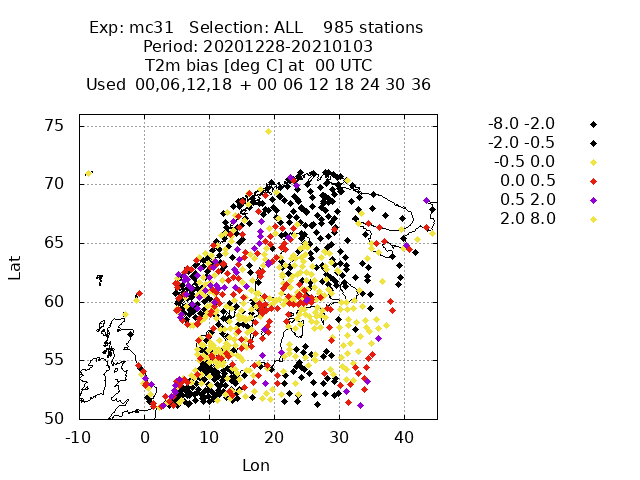 Exp: mc31 Selection: ALL 985 stations
Period: 20201228-20210103
T2m bias [deg C] at 00 UTC
Used 00,06,12,18 + 00 06 12 18 24 30 36
-8.0 -2.0
-2.0 -0.5
-0.5 0.0
0.0 0.5
0.5 2.0
2.0 8.0
75
70
65
60
55
50
Lat
-10 0 10 20 30 40
Lon